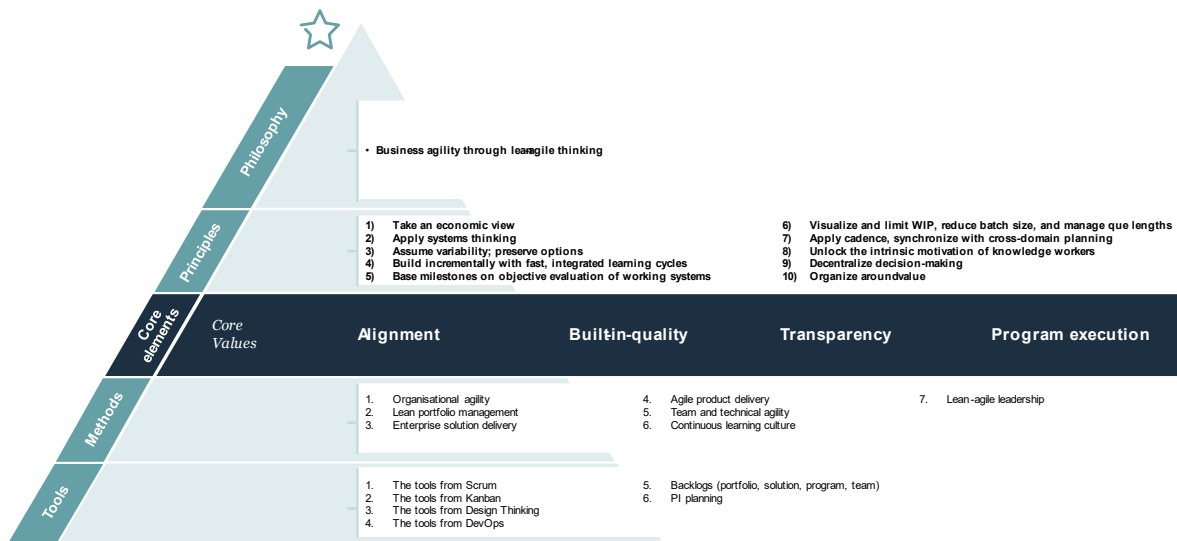 Philosophy
• Business agility through lean-agile thinking
Principles
1) Take an economic view
2) Apply systems thinking
3) Assume variability; preserve options
4) Build incrementally with fast, integrated learning cycles
5) Base milestones on objective evaluation of working systems
6) Visualize and limit WIP, reduce batch size, and manage que lengths
7) Apply cadence, synchronize with cross-domain planning
8) Unlock the intrinsic motivation of knowledge workers
9) Decentralize decision-making
10) Organize aroundvalue
Core
elements
Core
Values
Alignment
Built-in-quality
Transparency
Program execution
Methods
1. Organisational agility
2. Lean portfolio management
3. Enterprise solution delivery
4. Agile product delivery
5. Team and technical agility
6. Continuous learning culture
7. Lean-agile leadership
Tools
1. The tools from Scrum
2. The tools from Kanban
3. The tools from Design Thinking
4. The tools from DevOps
5. Backlogs (portfolio, solution, program, team)
6. PI planning